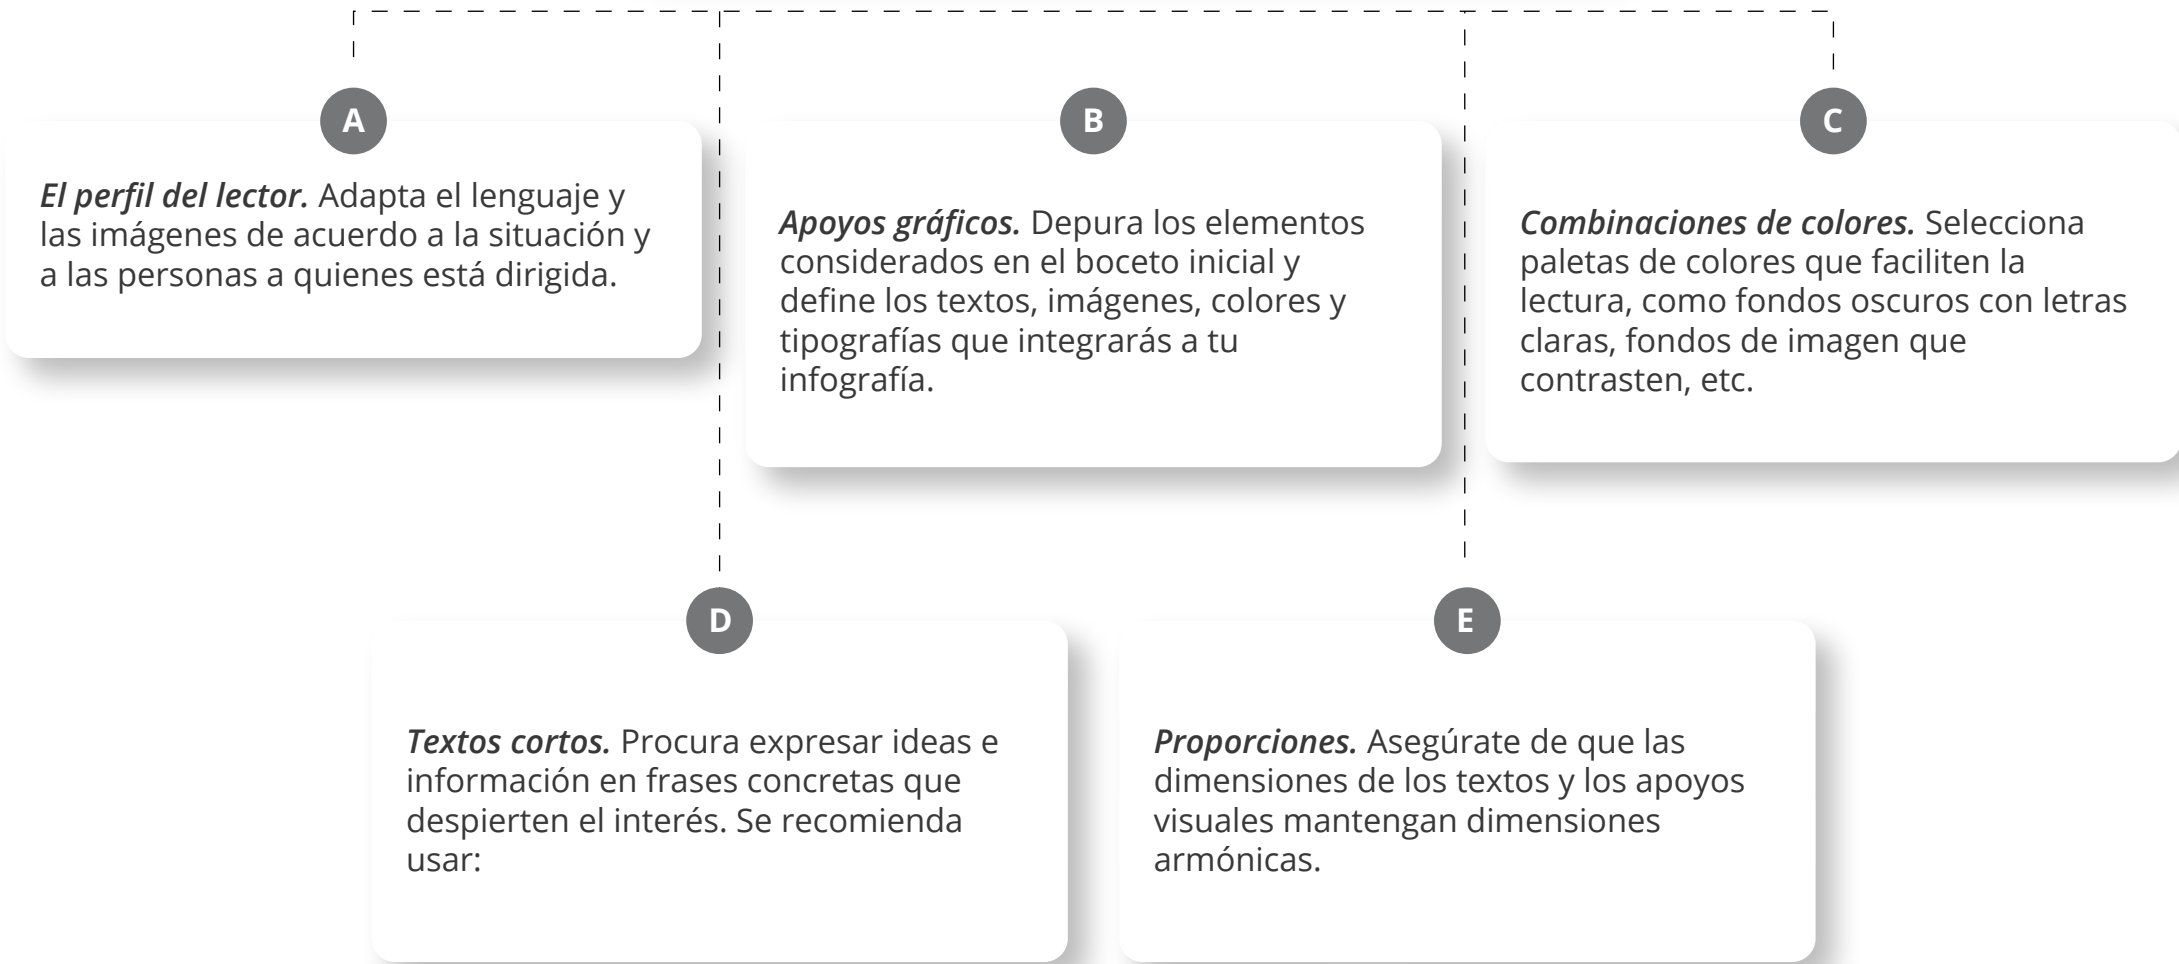 A
El perfil del lector. Adapta el lenguaje y
las imágenes de acuerdo a la situación y
a las personas a quienes está dirigida.
B
Apoyos gráficos. Depura los elementos
considerados en el boceto inicial y
define los textos, imágenes, colores y
tipografías que integrarás a tu
infografía.
C
Combinaciones de colores. Selecciona
paletas de colores que faciliten la
lectura, como fondos oscuros con letras
claras, fondos de imagen que
contrasten, etc.
D
Textos cortos. Procura expresar ideas e
información en frases concretas que
despierten el interés. Se recomienda
usar:
E
Proporciones. Asegúrate de que las
dimensiones de los textos y los apoyos
visuales mantengan dimensiones
armónicas.